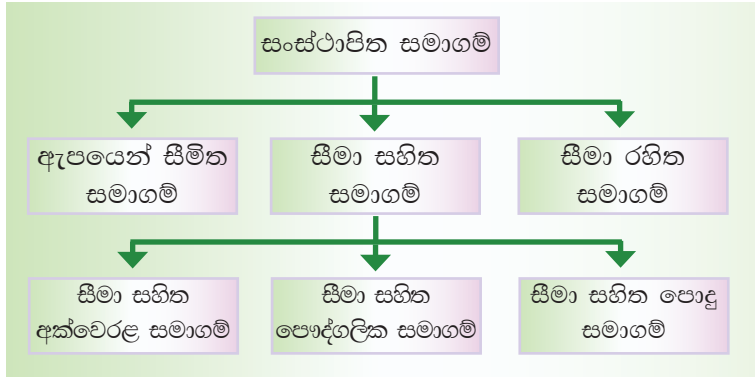 සංස්ථාපිත සමාගම්
ඇපයෙන් සීමිත
සමාගම්
සීමා සහිත
සමාගම්
සීමා රහිත
සමාගම්
සීමා සහිත
අක්වෙරළ සමාගම්
සීමා සහිත
පෞද්ගලික සමාගම්
සීමා සහිත පොදු
සමාගම්